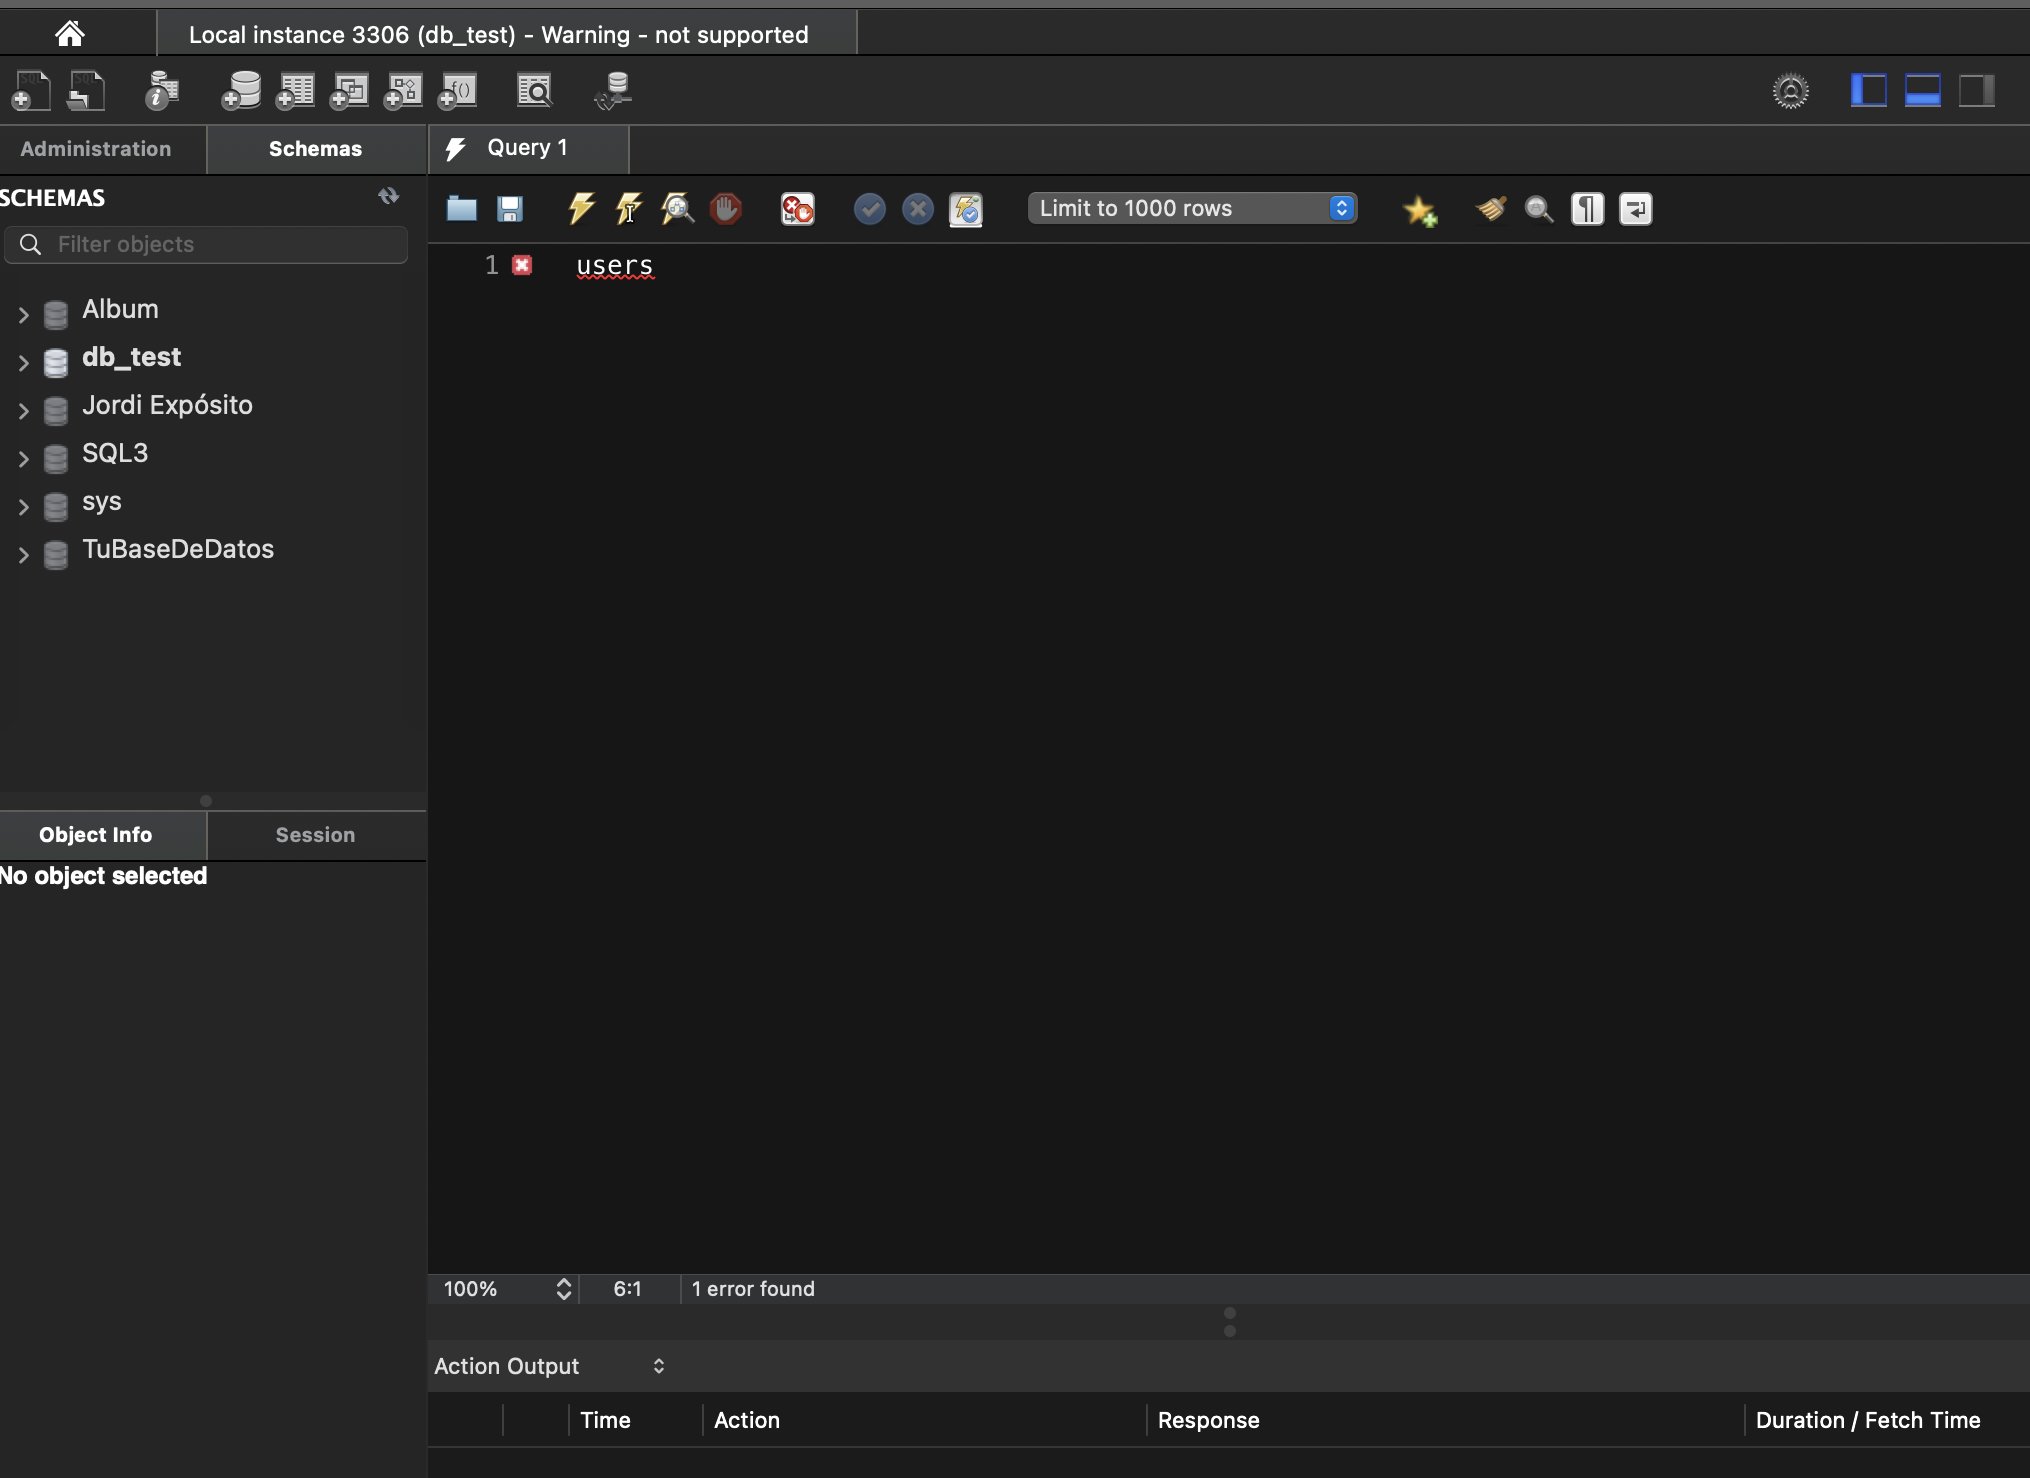 Local instance 3306 (db_test) - Warning - not supported
Administration
Schemas
Query 1
SCHEMAS
Limit to 1000 rows
Filter objects
1 users
Album
db_test
Jordi Expósito
SQL3
sys
TuBaseDeDatos
Object Info
Session
No object selected
100%
6:1
1 error found
Action Output
Time
Action
Response
Duration / Fetch Time